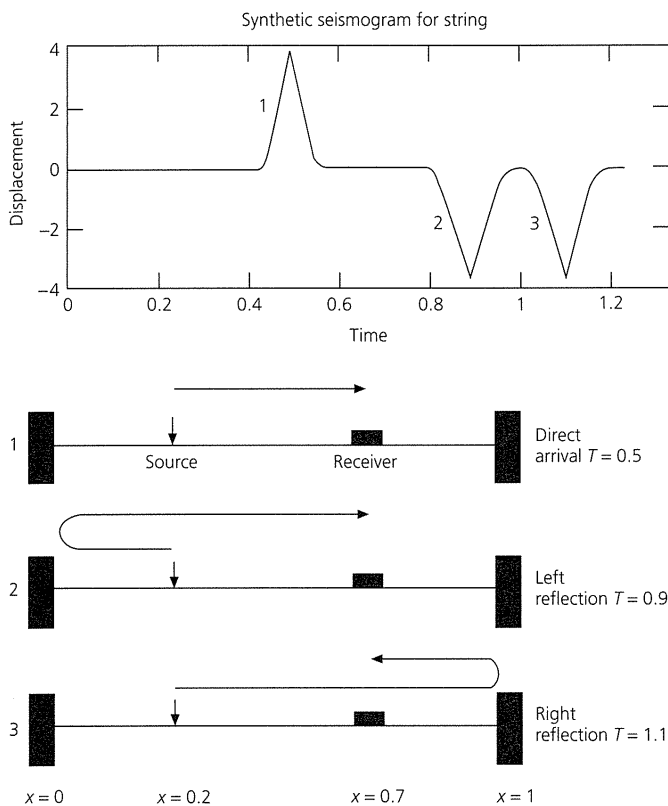 Synthetic seismogram for string
4
2
0
−2
−4
Displacement
1
2
3
0
0.2
0.4
0.6
0.8
1
1.2
Time
1
Source
Receiver
Direct
arrival T = 0.5
2
Left
reflection T = 0.9
3
Right
reflection T = 1.1
x = 0
x = 0.2
x = 0.7
x = 1